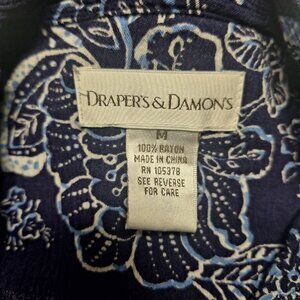 DRAPER'S & DAMON'S
M
100% RAYON
MADE IN CHINA
RN 105378
SEE REVERSE
FOR CARE